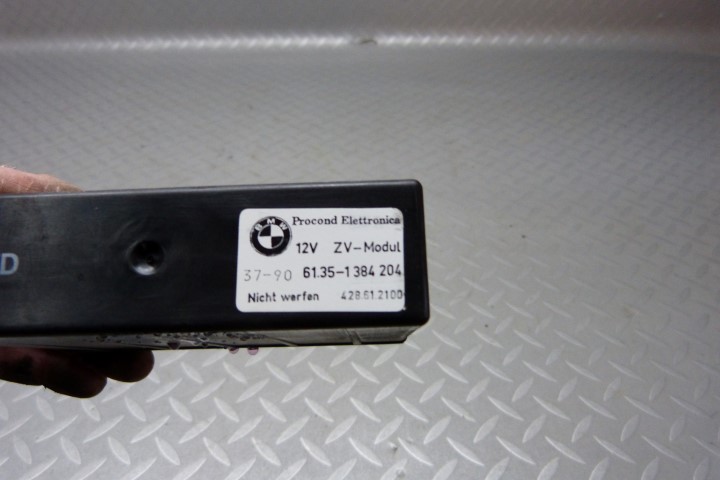 D
BMW
Procond Elettronica
12V ZV-Modul
37-90 61.35-1 384 204
Nicht werfen 428.61.2100